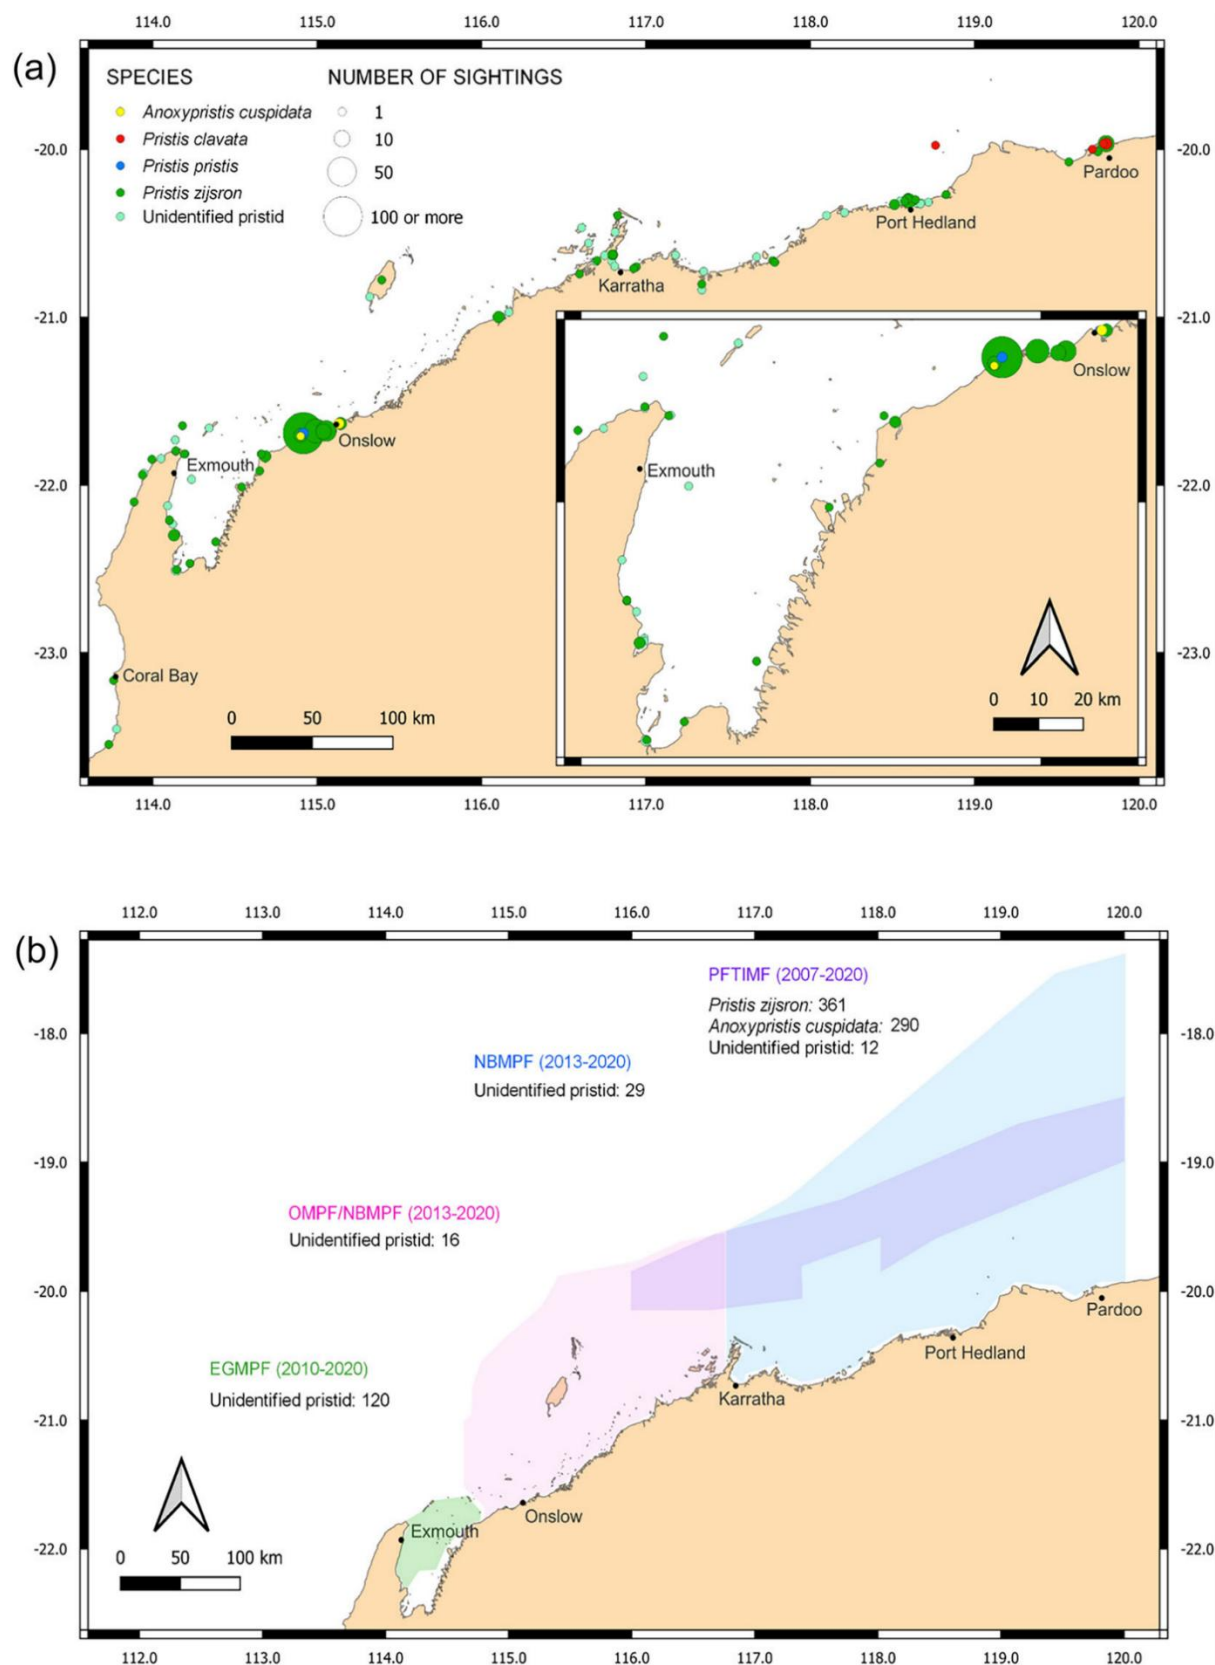 114.0 115.0 116.0 117.0 118.0 119.0 120.0
(a)
SPECIES
Anoxypristis cuspidata
Pristis clavata
Pristis pristis
Pristis zijsron
Unidentified pristid
NUMBER OF SIGHTINGS
1
10
50
100 or more
-20.0
-21.0
-22.0
-23.0
-20.0
-21.0
-22.0
-23.0
Pardoo
Port Hedland
Karratha
Onslow
Exmouth
Coral Bay
0 50 100 km
Onslow
Exmouth
0 10 20 km
114.0 115.0 116.0 117.0 118.0 119.0 120.0
112.0 113.0 114.0 115.0 116.0 117.0 118.0 119.0 120.0
(b)
PFTIMF (2007-2020)
Pristis zijsron: 361
Anoxypristis cuspidata: 290
Unidentified pristid: 12
NBMPF (2013-2020)
Unidentified pristid: 29
OMPF/NBMPF (2013-2020)
Unidentified pristid: 16
EGMPF (2010-2020)
Unidentified pristid: 120
-18.0
-19.0
-20.0
-21.0
-22.0
-18.0
-19.0
-20.0
-21.0
-22.0
Pardoo
Port Hedland
Karratha
Onslow
Exmouth
0 50 100 km
112.0 113.0 114.0 115.0 116.0 117.0 118.0 119.0 120.0